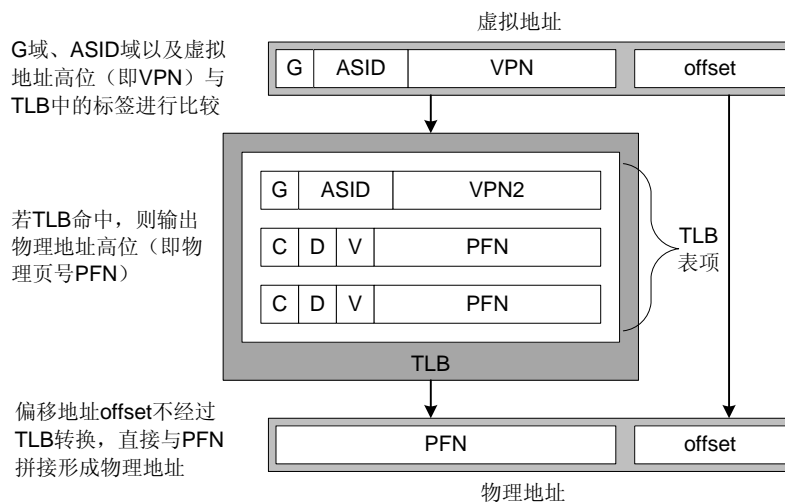 虚拟地址
G域、ASID域以及虚拟
地址高位（即VPN）与
TLB中的标签进行比较
G ASID VPN offset
若TLB命中，则输出
物理地址高位（即物
理页号PFN）
G ASID VPN2
C D V PFN
C D V PFN
TLB
表项
TLB
偏移地址offset不经过
TLB转换，直接与PFN
拼接形成物理地址
PFN offset
物理地址